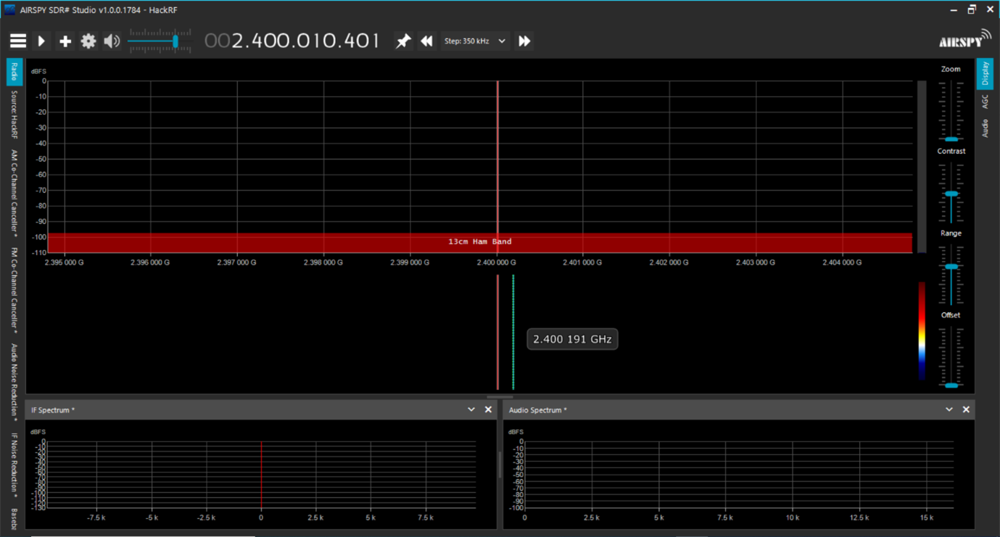 AIRSPY SDR# Studio v1.0.0.1784 - HackRF
002.400.010.401
Step: 350 kHz
AIRSPY
Radio
Source: HackRF
AM Co-Channel Canceller *
FM Co-Channel Canceller *
Audio Noise Reduction *
IF Noise Reduction *
Baseba
dBFS
0
-10
-20
-30
-40
-50
-60
-70
-80
-90
-100
-110
13cm Ham Band
2.395 000 G 2.396 000 G 2.397 000 G 2.398 000 G 2.399 000 G 2.400 000 G 2.401 000 G 2.402 000 G 2.403 000 G 2.404 000 G
2.400 191 GHz
Zoom
Contrast
Range
Offset
Display
AGC
Audio
IF Spectrum *
dBFS
0
-10
-20
-30
-40
-50
-60
-70
-80
-90
-100
-110
-120
-130
-7.5 k -5 k -2.5 k 0 2.5 k 5 k 7.5 k
Audio Spectrum *
dBFS
0
-10
-20
-30
-40
-50
-60
-70
-80
-90
-100
0 2.5 k 5 k 7.5 k 10 k 12.5 k 15 k